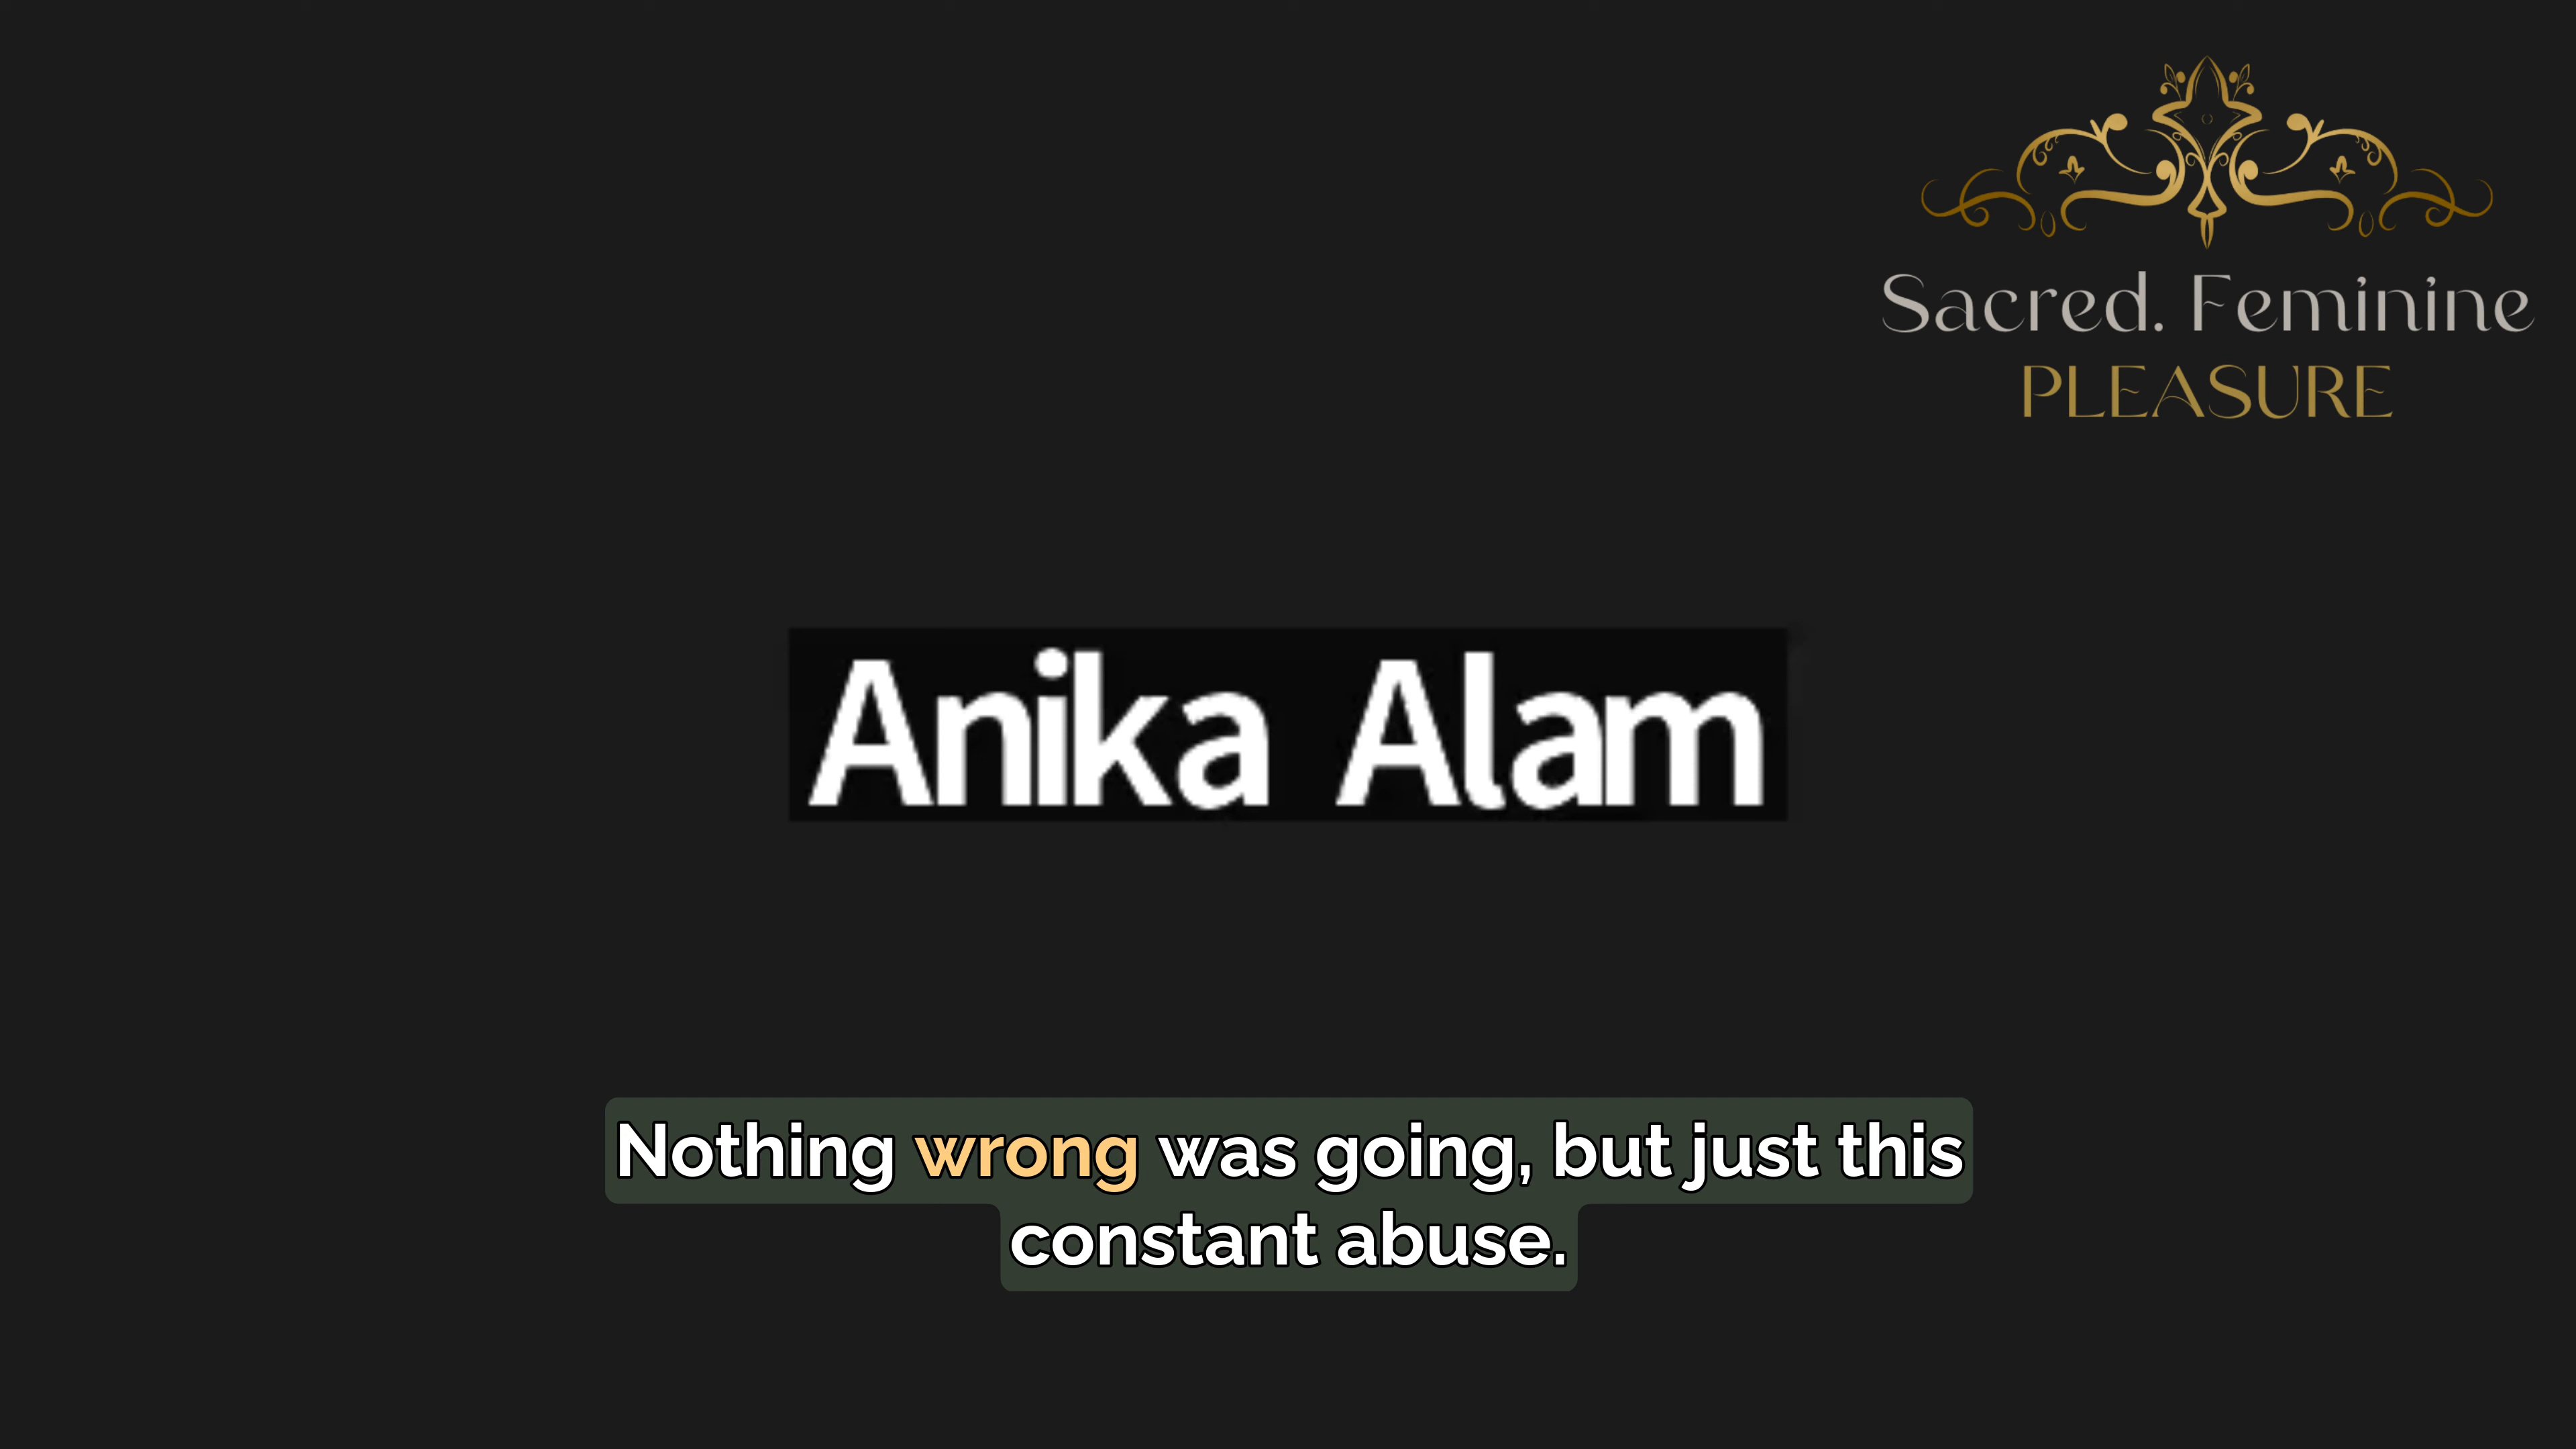 Sacred. Feminine
PLEASURE
Anika Alam
Nothing wrong was going, but just this
constant abuse.